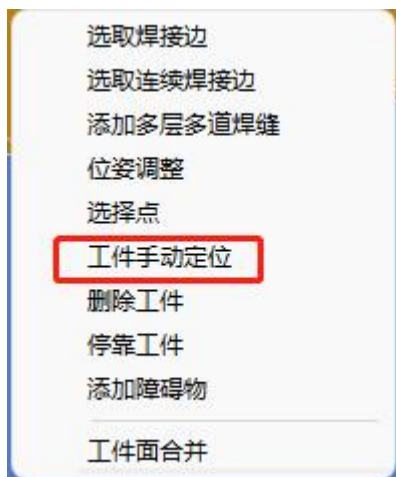 选取焊接边
选取连续焊接边
添加多层多道焊缝
位姿调整
选择点
工件手动定位
删除工件
停靠工件
添加障碍物
工件面合并